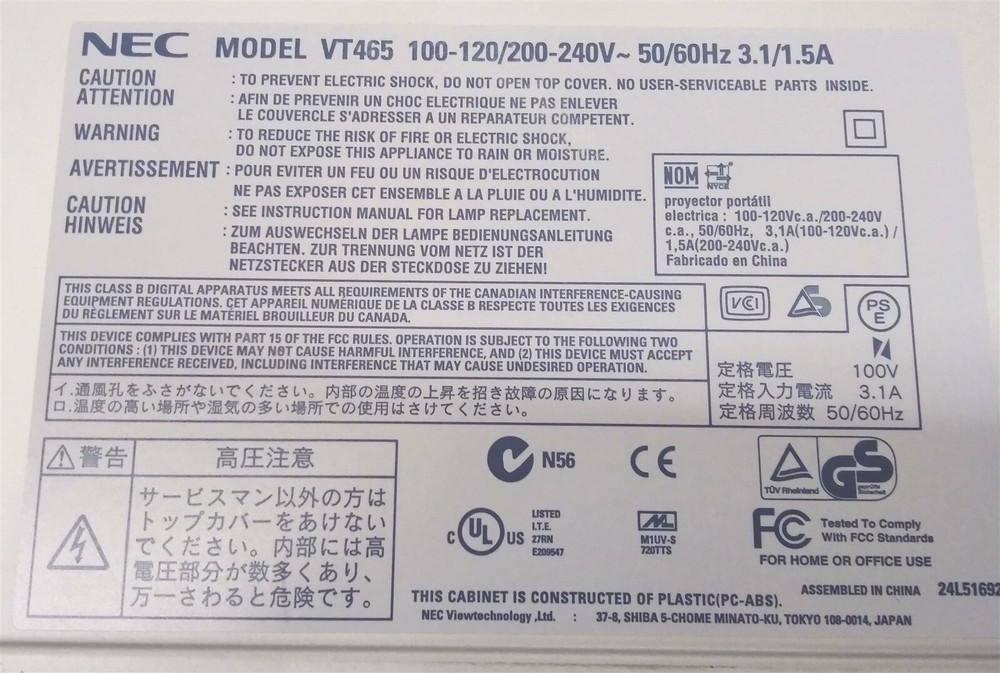 NEC MODEL VT465 100-120/200-240V~ 50/60Hz 3.1/1.5A
CAUTION : TO PREVENT ELECTRIC SHOCK, DO NOT OPEN TOP COVER. NO USER-SERVICEABLE PARTS INSIDE.
ATTENTION : AFIN DE PREVENIR UN CHOC ELECTRIQUE NE PAS ENLEVER
LE COUVERCLE S'ADRESSER A UN REPARATEUR COMPETENT.
WARNING : TO REDUCE THE RISK OF FIRE OR ELECTRIC SHOCK,
DO NOT EXPOSE THIS APPLIANCE TO RAIN OR MOISTURE.
AVERTISSEMENT : POUR EVITER UN FEU OU UN RISQUE D'ELECTROCUTION
NE PAS EXPOSER CET ENSEMBLE A LA PLUIE OU A L'HUMIDITE.
CAUTION : SEE INSTRUCTION MANUAL FOR LAMP REPLACEMENT.
HINWEIS : ZUM AUSWECHSELN DER LAMPE BEDIENUNGSANLEITUNG
BEACHTEN. ZUR TRENNUNG VOM NETZ IST DER
NETZSTECKER AUS DER STECKDOSE ZU ZIEHEN!
NOM NYCE
proyector portátil
electrica : 100-120Vc.a./200-240V
c.a., 50/60Hz, 3,1A(100-120Vc.a.) /
1,5A(200-240Vc.a.)
Fabricado en China
THIS CLASS B DIGITAL APPARATUS MEETS ALL REQUIREMENTS OF THE CANADIAN INTERFERENCE-CAUSING
EQUIPMENT REGULATIONS. CET APPAREIL NUMÉRIQUE DE LA CLASSE B RESPECTE TOUTES LES EXIGENCES
DU RÈGLEMENT SUR LE MATÉRIEL BROUILLEUR DU CANADA.
THIS DEVICE COMPLIES WITH PART 15 OF THE FCC RULES. OPERATION IS SUBJECT TO THE FOLLOWING TWO
CONDITIONS : (1) THIS DEVICE MAY NOT CAUSE HARMFUL INTERFERENCE, AND (2) THIS DEVICE MUST ACCEPT
ANY INTERFERENCE RECEIVED, INCLUDING INTERFERENCE THAT MAY CAUSE UNDESIRED OPERATION.
イ.通風孔をふさがないでください。内部の温度の上昇を招き故障の原因になります。
ロ.温度の高い場所や湿気の多い場所での使用はさけてください。
VCI
PS
E
定格電圧 100V
定格入力電流 3.1A
定格周波数 50/60Hz
警告 高圧注意
サービスマン以外の方は
トップカバーをあけない
でください。内部には高
電圧部分が数多くあり、
万一さわると危険です。
N56
CE
TÜV Rheinland
GS
geprüfte
Sicherheit
c UL US
LISTED
I.T.E.
27RN
E209547
M1UV-S
720TTS
FC Tested To Comply
With FCC Standards
FOR HOME OR OFFICE USE
THIS CABINET IS CONSTRUCTED OF PLASTIC(PC-ABS).
ASSEMBLED IN CHINA 24L51692
NEC Viewtechnology ,Ltd. : 37-8, SHIBA 5-CHOME MINATO-KU, TOKYO 108-0014, JAPAN